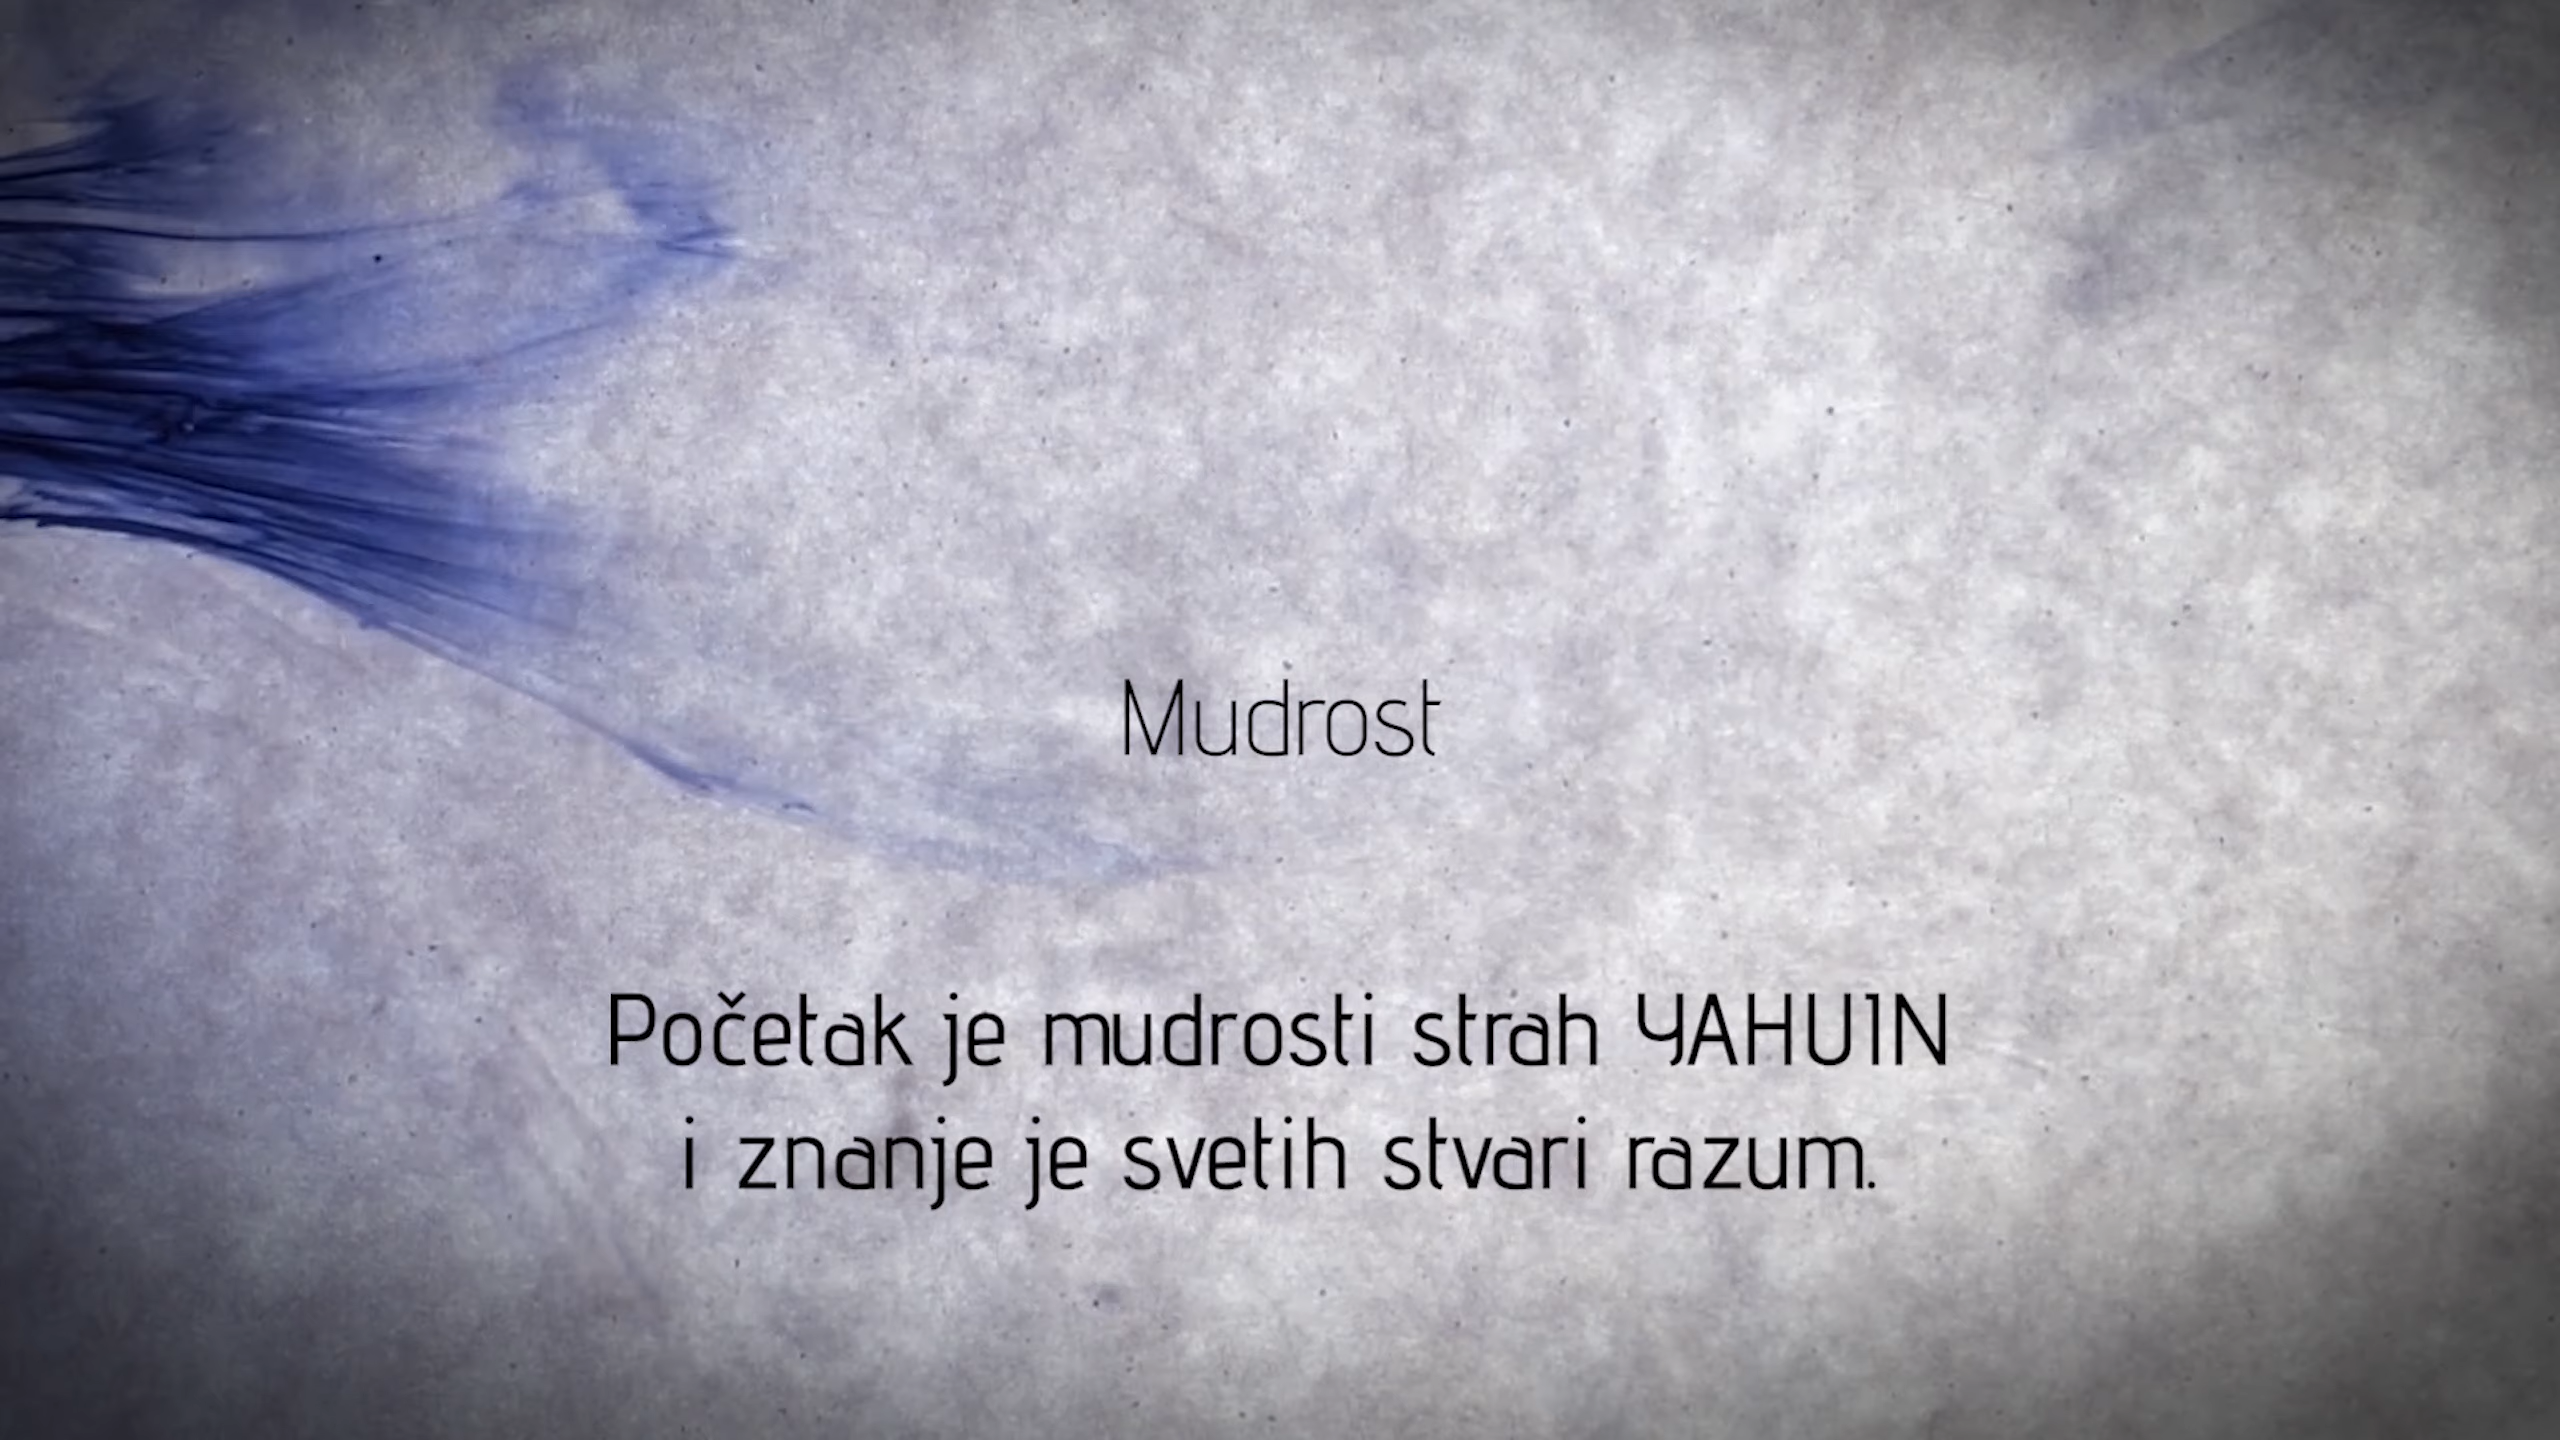 Mudrost
Početak je mudrosti strah YAHUIN
i znanje je svetih stvari razum.